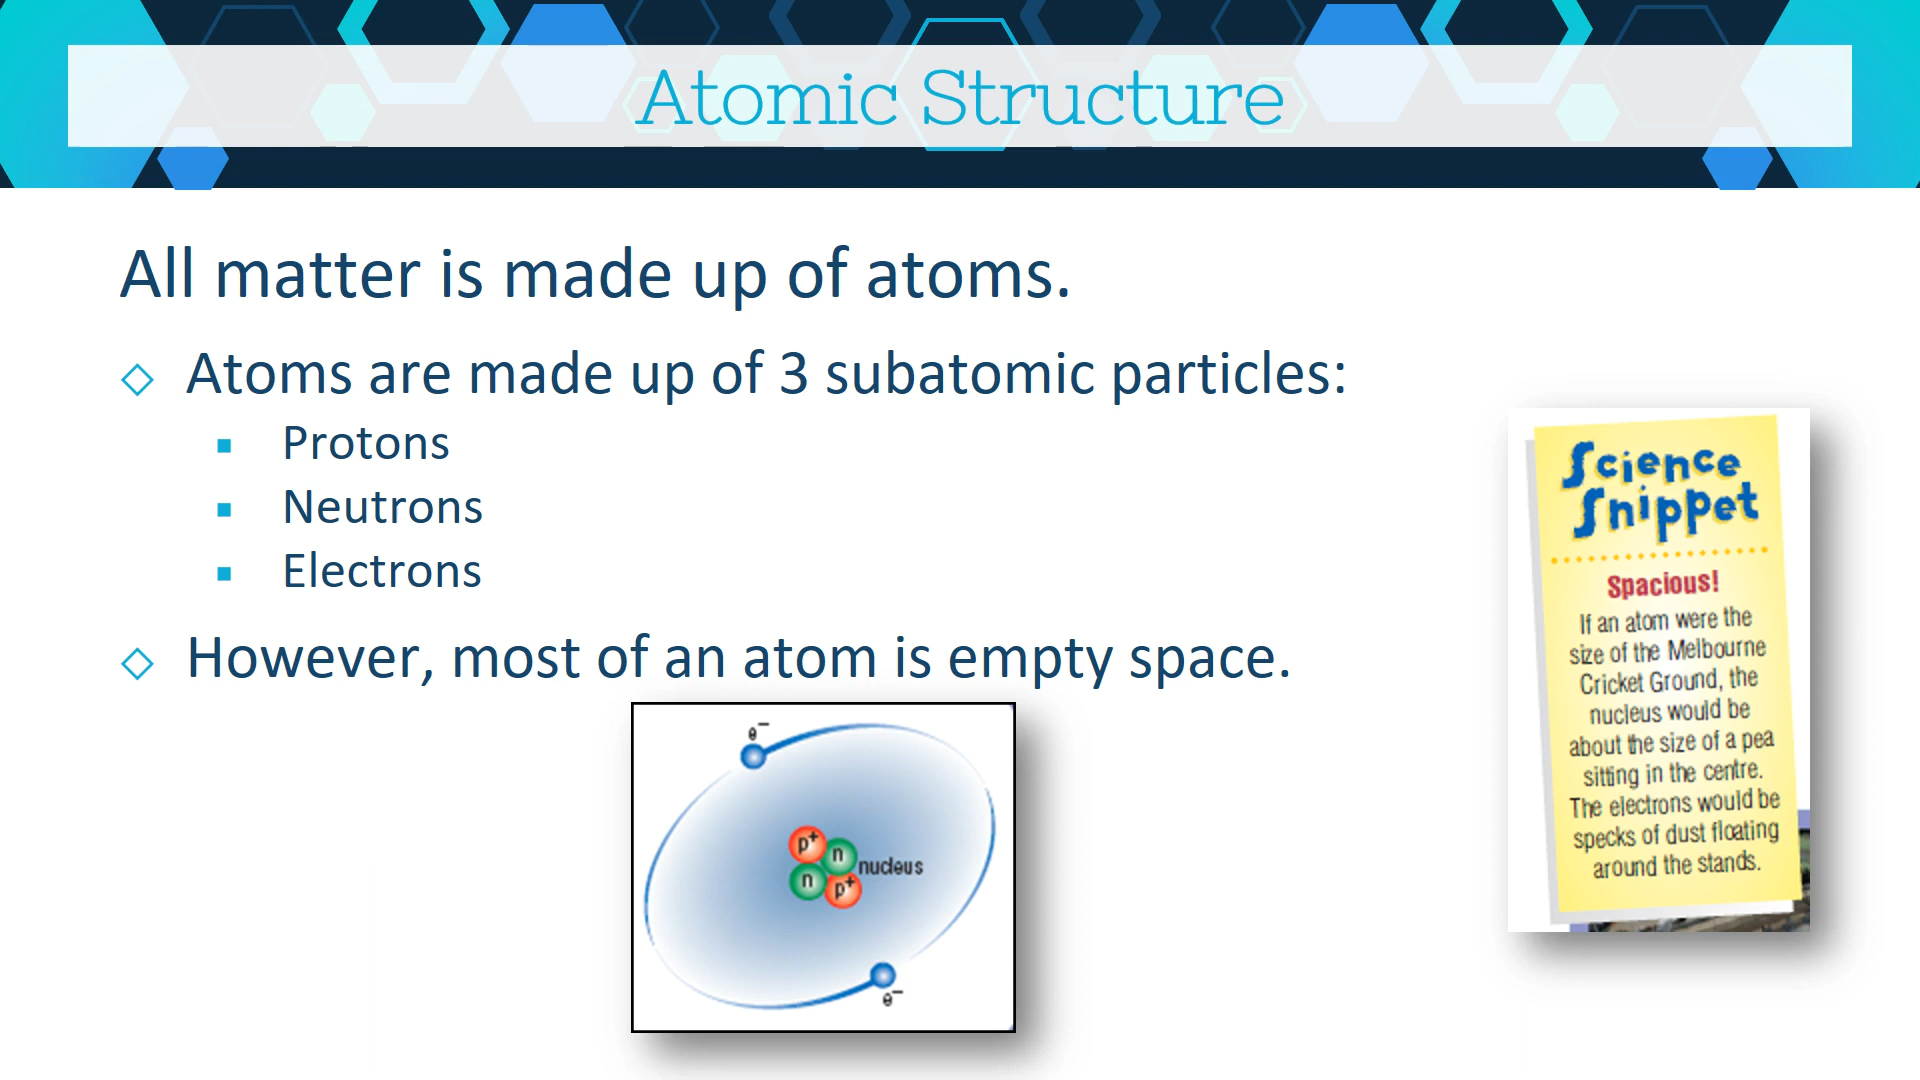 Atomic Structure
All matter is made up of atoms.
Atoms are made up of 3 subatomic particles:
Protons
Neutrons
Electrons
However, most of an atom is empty space.
e⁻
p⁺
n
nucleus
n
p⁺
e⁻
Science
Snippet
Spacious!
If an atom were the
size of the Melbourne
Cricket Ground, the
nucleus would be
about the size of a pea
sitting in the centre.
The electrons would be
specks of dust floating
around the stands.